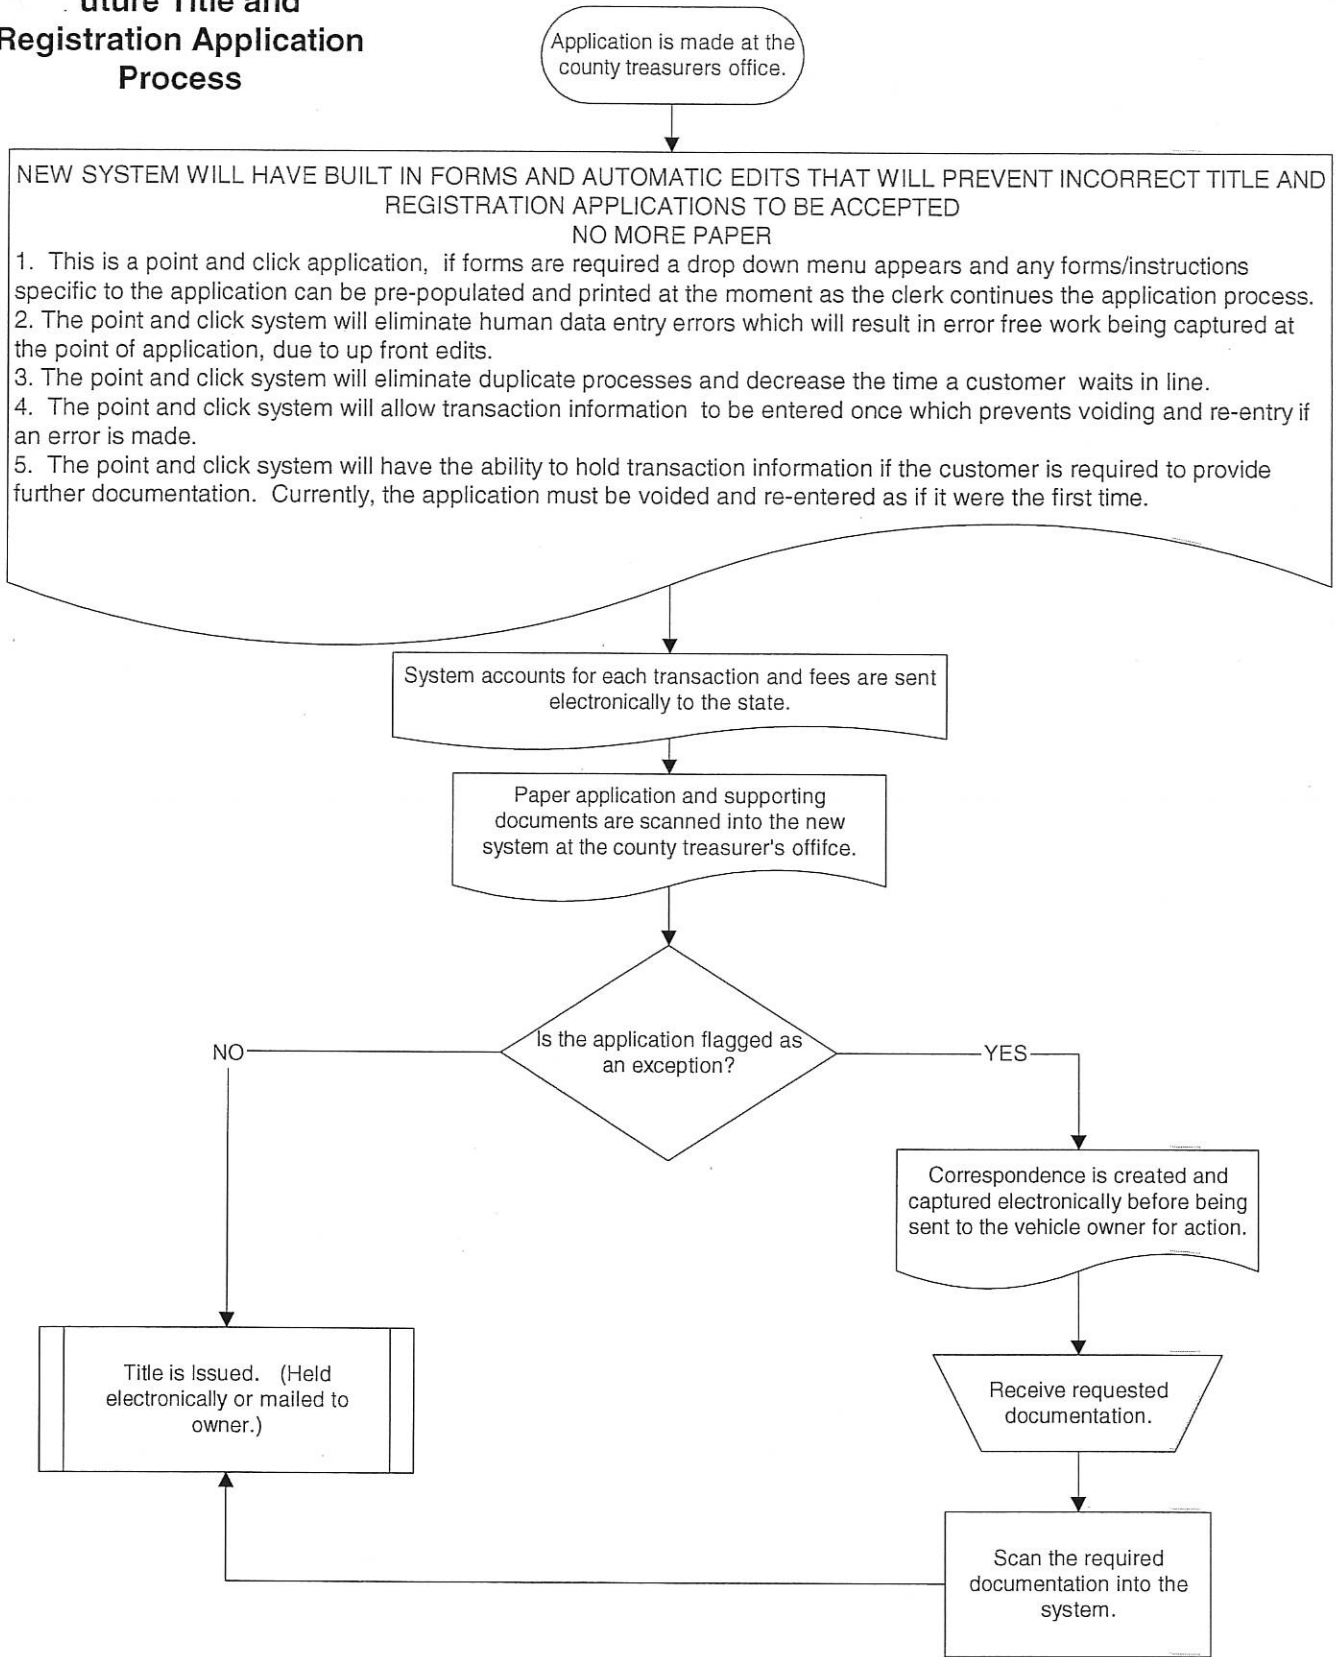 uture Title and
Registration Application
Process
Application is made at the
county treasurers office.
NEW SYSTEM WILL HAVE BUILT IN FORMS AND AUTOMATIC EDITS THAT WILL PREVENT INCORRECT TITLE AND
REGISTRATION APPLICATIONS TO BE ACCEPTED
NO MORE PAPER
1. This is a point and click application, if forms are required a drop down menu appears and any forms/instructions
specific to the application can be pre-populated and printed at the moment as the clerk continues the application process.
2. The point and click system will eliminate human data entry errors which will result in error free work being captured at
the point of application, due to up front edits.
3. The point and click system will eliminate duplicate processes and decrease the time a customer waits in line.
4. The point and click system will allow transaction information to be entered once which prevents voiding and re-entry if
an error is made.
5. The point and click system will have the ability to hold transaction information if the customer is required to provide
further documentation. Currently, the application must be voided and re-entered as if it were the first time.
System accounts for each transaction and fees are sent
electronically to the state.
Paper application and supporting
documents are scanned into the new
system at the county treasurer's offifce.
Is the application flagged as
an exception?
NO
YES
Correspondence is created and
captured electronically before being
sent to the vehicle owner for action.
Title is Issued. (Held
electronically or mailed to
owner.)
Receive requested
documentation.
Scan the required
documentation into the
system.